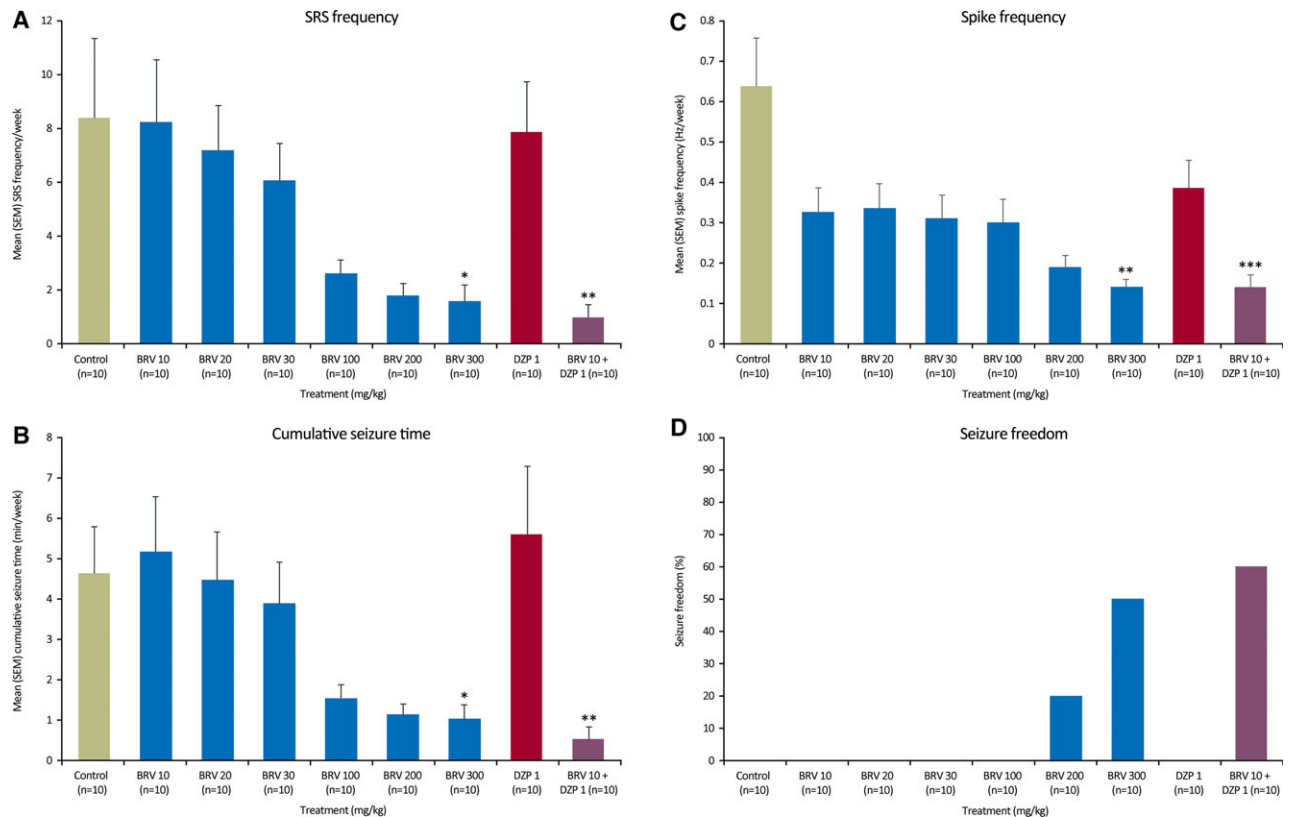 A
SRS frequency
Mean (SEM) SRS frequency/week
12
10
8
6
4
2
0
*
**
Control BRV 10 BRV 20 BRV 30 BRV 100 BRV 200 BRV 300 DZP 1 BRV 10 +
(n=10) (n=10) (n=10) (n=10) (n=10) (n=10) (n=10) (n=10) DZP 1 (n=10)
Treatment (mg/kg)
B
Cumulative seizure time
Mean (SEM) cumulative seizure time (min/week)
8
7
6
5
4
3
2
1
0
*
**
Control BRV 10 BRV 20 BRV 30 BRV 100 BRV 200 BRV 300 DZP 1 BRV 10 +
(n=10) (n=10) (n=10) (n=10) (n=10) (n=10) (n=10) (n=10) DZP 1 (n=10)
Treatment (mg/kg)
C
Spike frequency
Mean (SEM) spike frequency (Hz/week)
0.8
0.7
0.6
0.5
0.4
0.3
0.2
0.1
0
**
***
Control BRV 10 BRV 20 BRV 30 BRV 100 BRV 200 BRV 300 DZP 1 BRV 10 +
(n=10) (n=10) (n=10) (n=10) (n=10) (n=10) (n=10) (n=10) DZP 1 (n=10)
Treatment (mg/kg)
D
Seizure freedom
Seizure freedom (%)
100
90
80
70
60
50
40
30
20
10
0
Control BRV 10 BRV 20 BRV 30 BRV 100 BRV 200 BRV 300 DZP 1 BRV 10 +
(n=10) (n=10) (n=10) (n=10) (n=10) (n=10) (n=10) (n=10) DZP 1 (n=10)
Treatment (mg/kg)